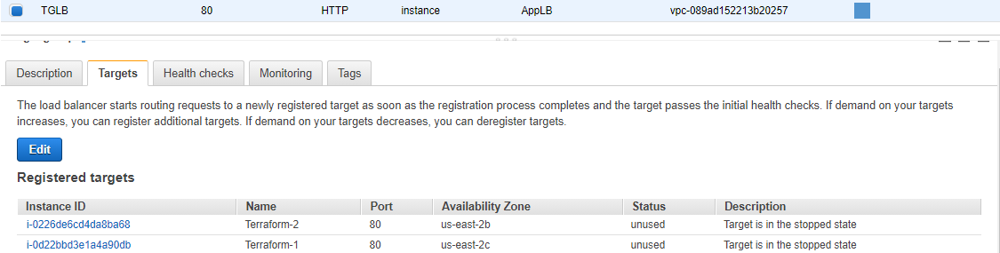 TGLB 80 HTTP instance AppLB vpc-089ad152213b20257
Description Targets Health checks Monitoring Tags
The load balancer starts routing requests to a newly registered target as soon as the registration process completes and the target passes the initial health checks. If demand on your targets
increases, you can register additional targets. If demand on your targets decreases, you can deregister targets.
Edit
Registered targets
Instance ID Name Port Availability Zone Status Description
i-0226de6cd4da8ba68 Terraform-2 80 us-east-2b unused Target is in the stopped state
i-0d22bbd3e1a4a90db Terraform-1 80 us-east-2c unused Target is in the stopped state